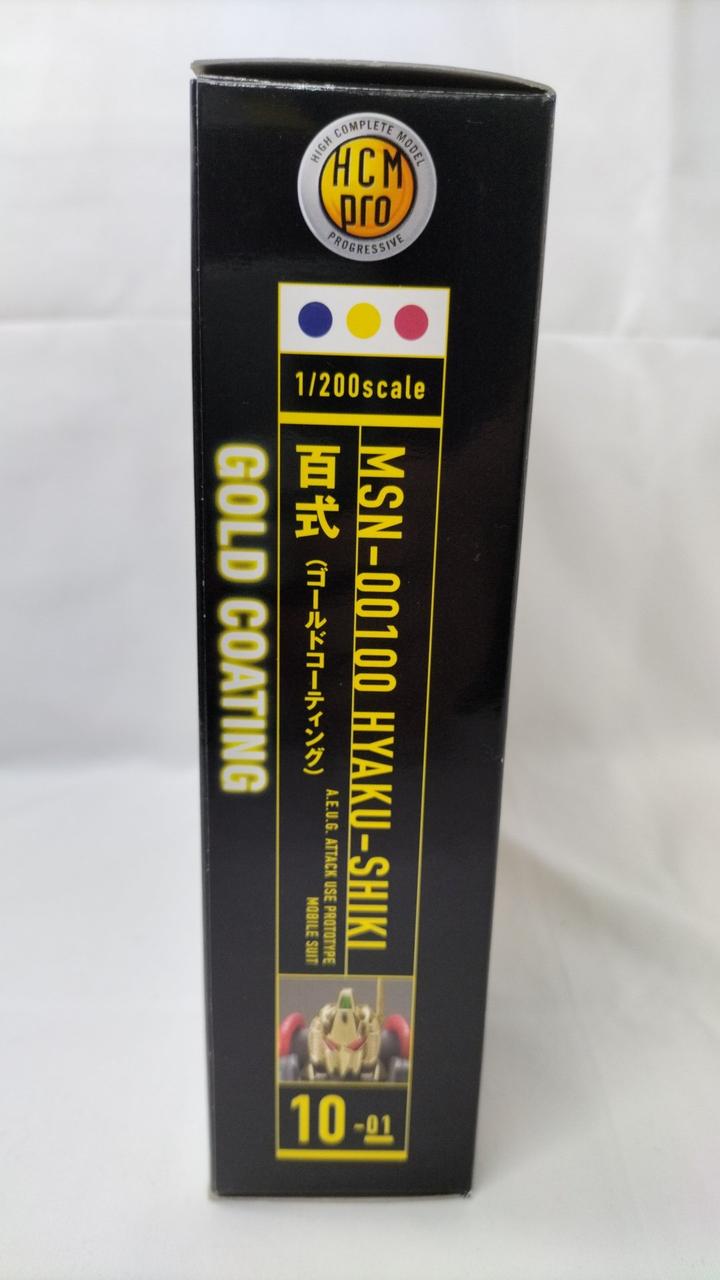 HIGH COMPLETE MODEL
HCM
pro
PROGRESSIVE
1/200scale
MSN-00100 HYAKU-SHIKI
百式(ゴールドコーティング)
A.E.U.G. ATTACK USE PROTOTYPE
MOBILE SUIT
GOLD COATING
10-01